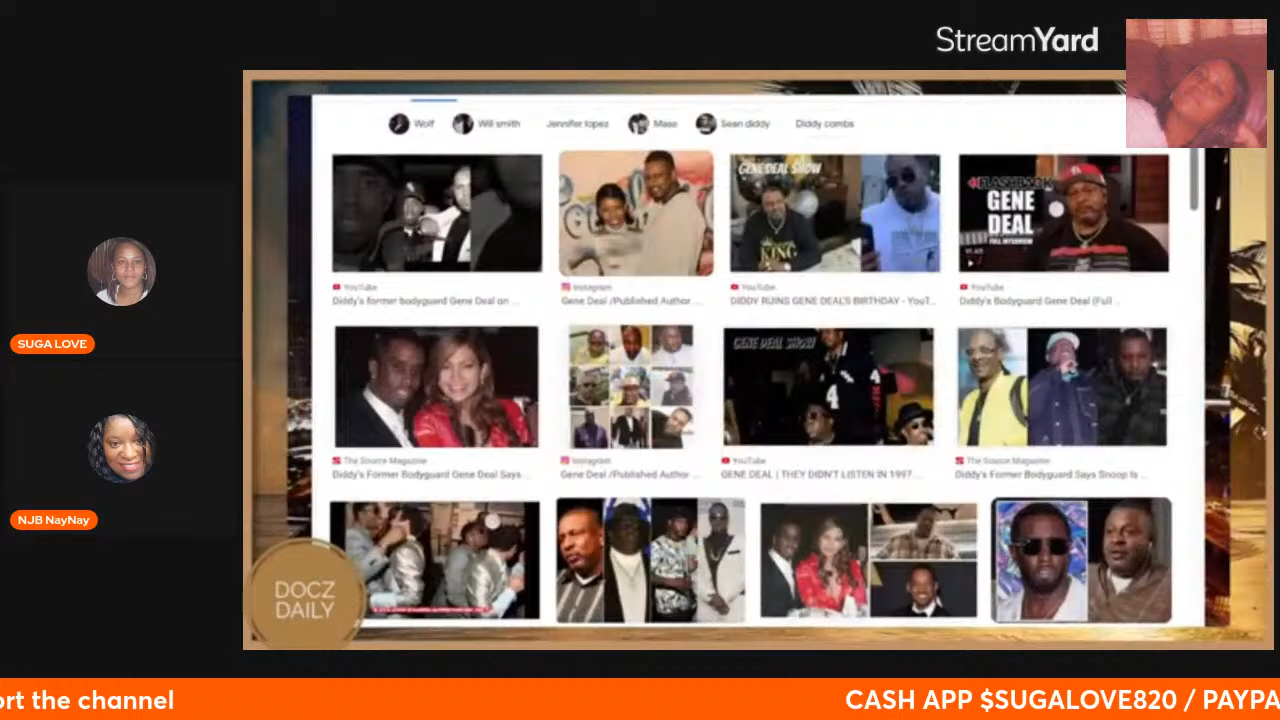 StreamYard
Wolf Will smith Jennifer lopez Mase Sean diddy Diddy combs
GENE DEAL SHOW
KING
FLASHBACK
GENE
DEAL
FULL INTERVIEW
YouTube
Diddy's former bodyguard Gene Deal on ...
Instagram
Gene Deal /Published Author ...
YouTube
DIDDY RUINS GENE DEAL'S BIRTHDAY - YouT...
YouTube
Diddy's Bodyguard Gene Deal (Full ...
GENE DEAL SHOW
The Source Magazine
Diddy's Former Bodyguard Gene Deal Says ...
Instagram
Gene Deal /Published Author ...
YouTube
GENE DEAL | THEY DIDN'T LISTEN IN 1997 ...
The Source Magazine
Diddy's Former Bodyguard Says Snoop Is ...
SUGA LOVE
NJB NayNay
DOCZ
DAILY
ort the channel
CASH APP $SUGALOVE820 / PAYPA